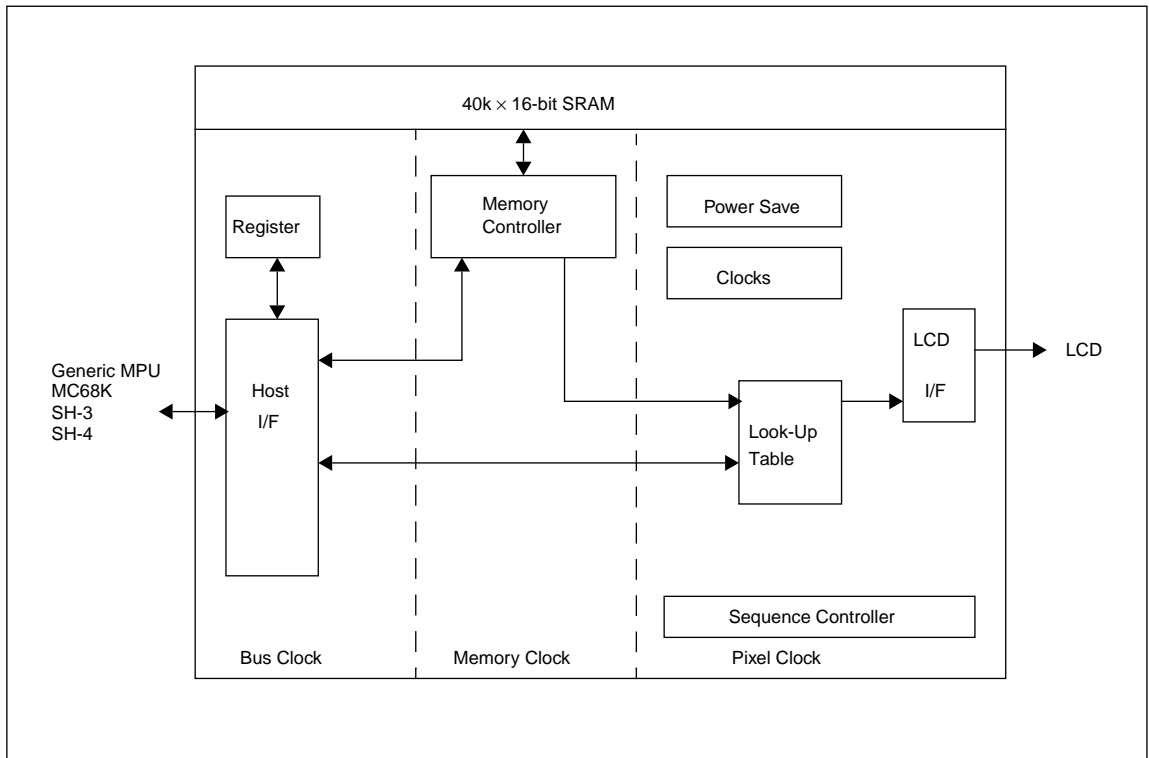 40k × 16-bit SRAM
Register
Memory
Controller
Power Save
Clocks
Generic MPU
MC68K
SH-3
SH-4
Host
I/F
Look-Up
Table
LCD
I/F
LCD
Sequence Controller
Bus Clock
Memory Clock
Pixel Clock